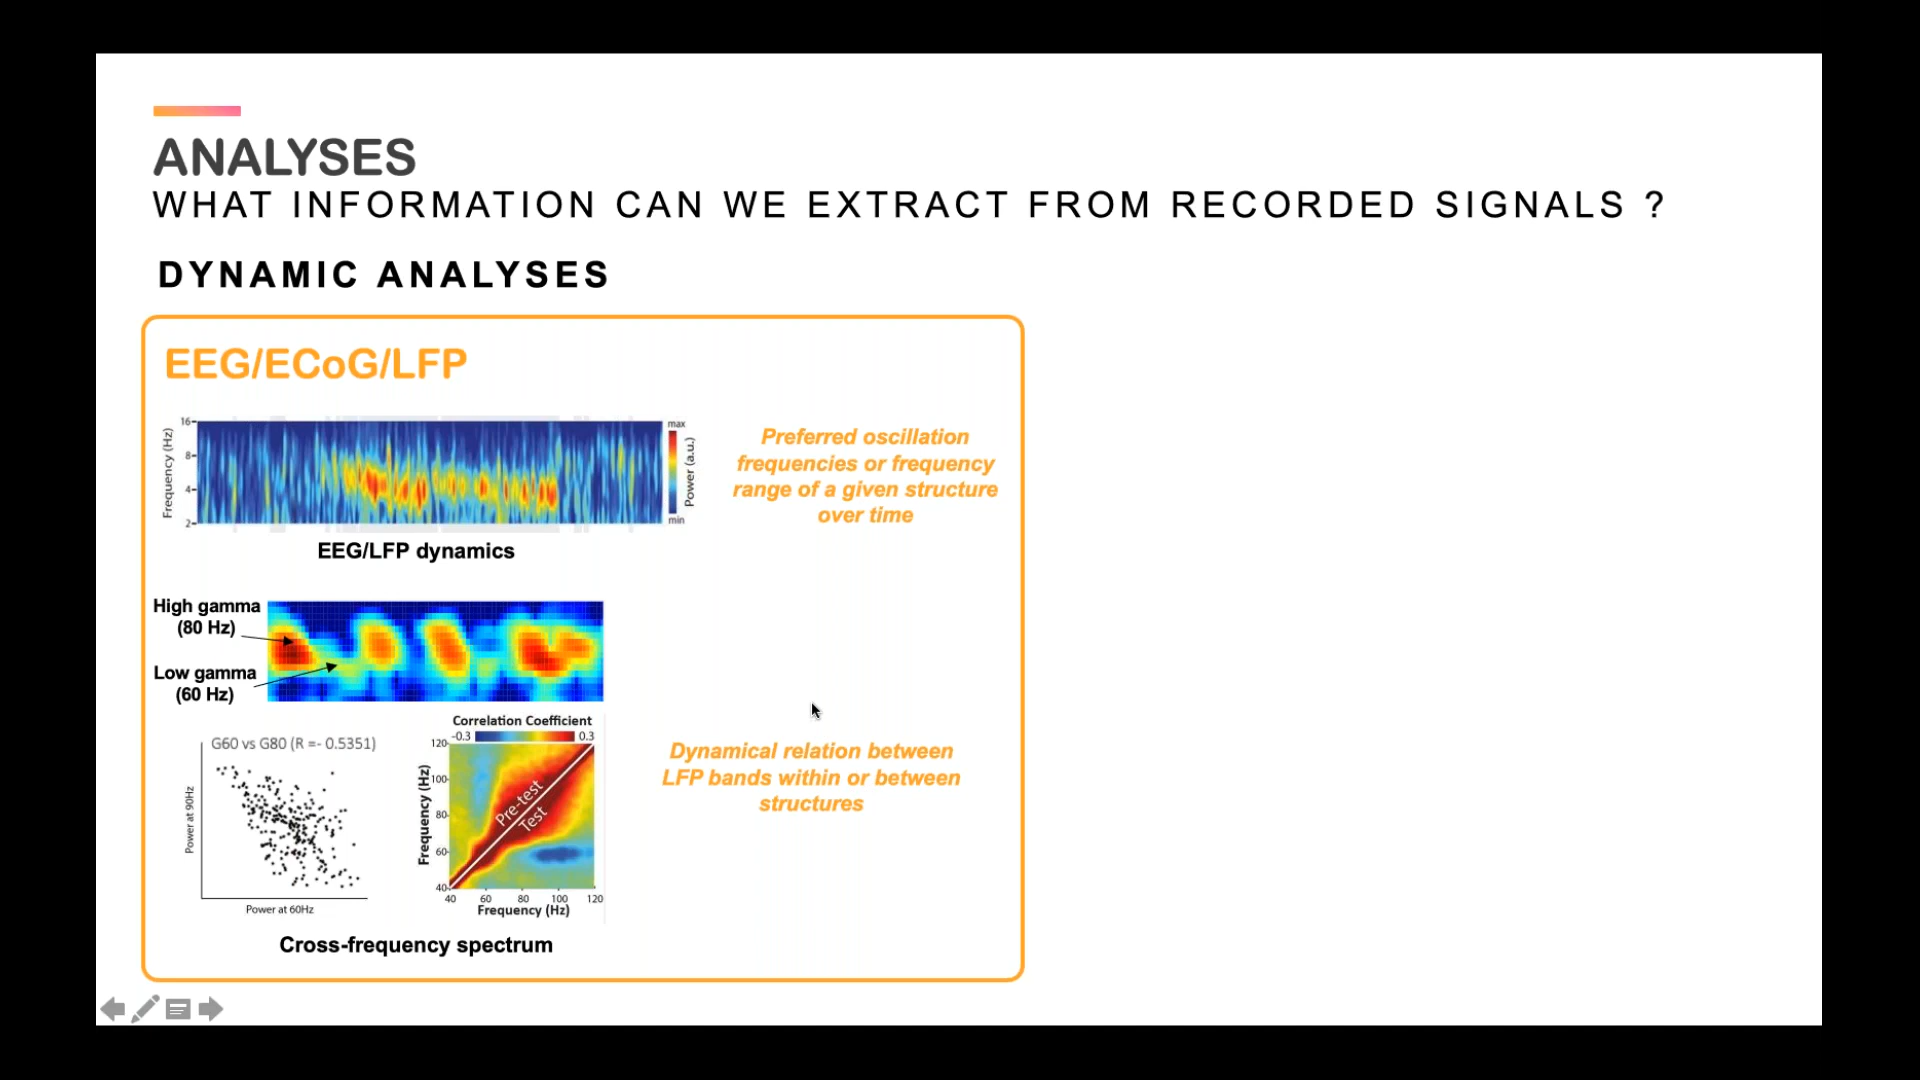 ANALYSES
WHAT INFORMATION CAN WE EXTRACT FROM RECORDED SIGNALS ?
DYNAMIC ANALYSES
EEG/ECoG/LFP
Frequency (Hz)
16
8
4
2
max
Power (a.u.)
min
EEG/LFP dynamics
Preferred oscillation
frequencies or frequency
range of a given structure
over time
High gamma
(80 Hz)
Low gamma
(60 Hz)
G60 vs G80 (R =- 0.5351)
Power at 90Hz
Power at 60Hz
Correlation Coefficient
-0.3 0.3
Frequency (Hz)
120
100
80
60
40
Pre-test
Test
40 60 80 100 120
Frequency (Hz)
Cross-frequency spectrum
Dynamical relation between
LFP bands within or between
structures